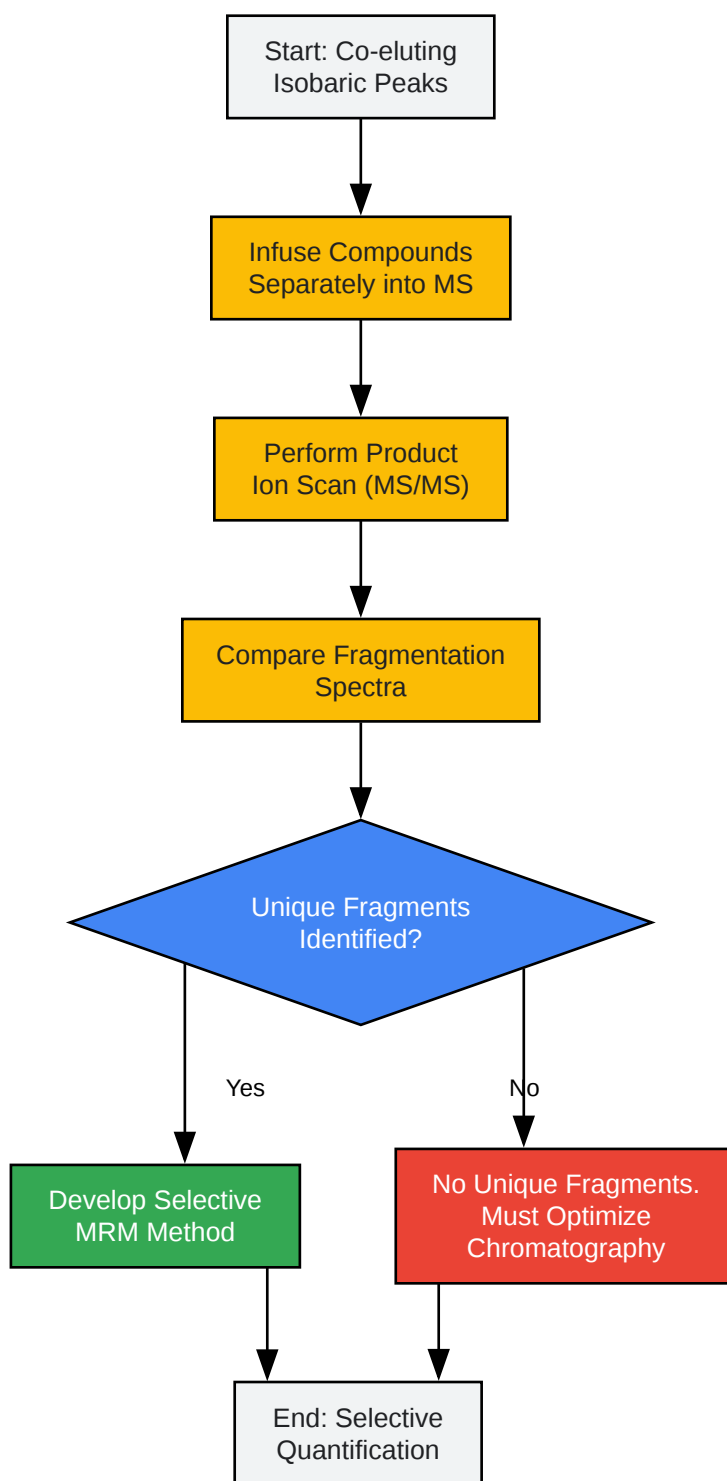 Start: Co-eluting
Isobaric Peaks
Infuse Compounds
Separately into MS
Perform Product
Ion Scan (MS/MS)
Compare Fragmentation
Spectra
Unique Fragments
Identified?
Yes
No
Develop Selective
MRM Method
No Unique Fragments.
Must Optimize
Chromatography
End: Selective
Quantification